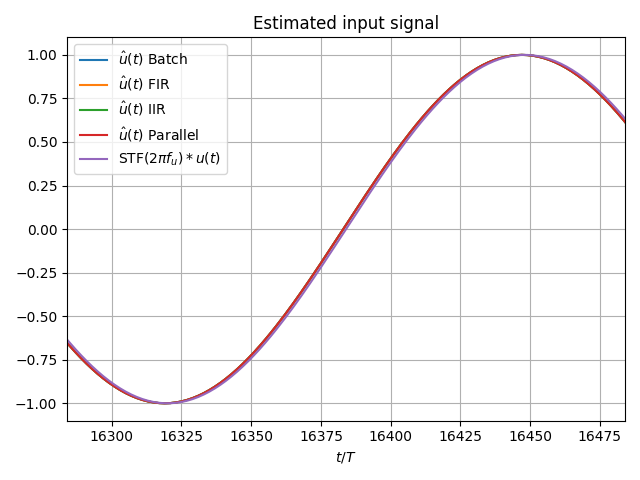 Estimated input signal
û(t) Batch
û(t) FIR
û(t) IIR
û(t) Parallel
STF(2πf_u) * u(t)
1.00
0.75
0.50
0.25
0.00
−0.25
−0.50
−0.75
−1.00
16300 16325 16350 16375 16400 16425 16450 16475
t/T